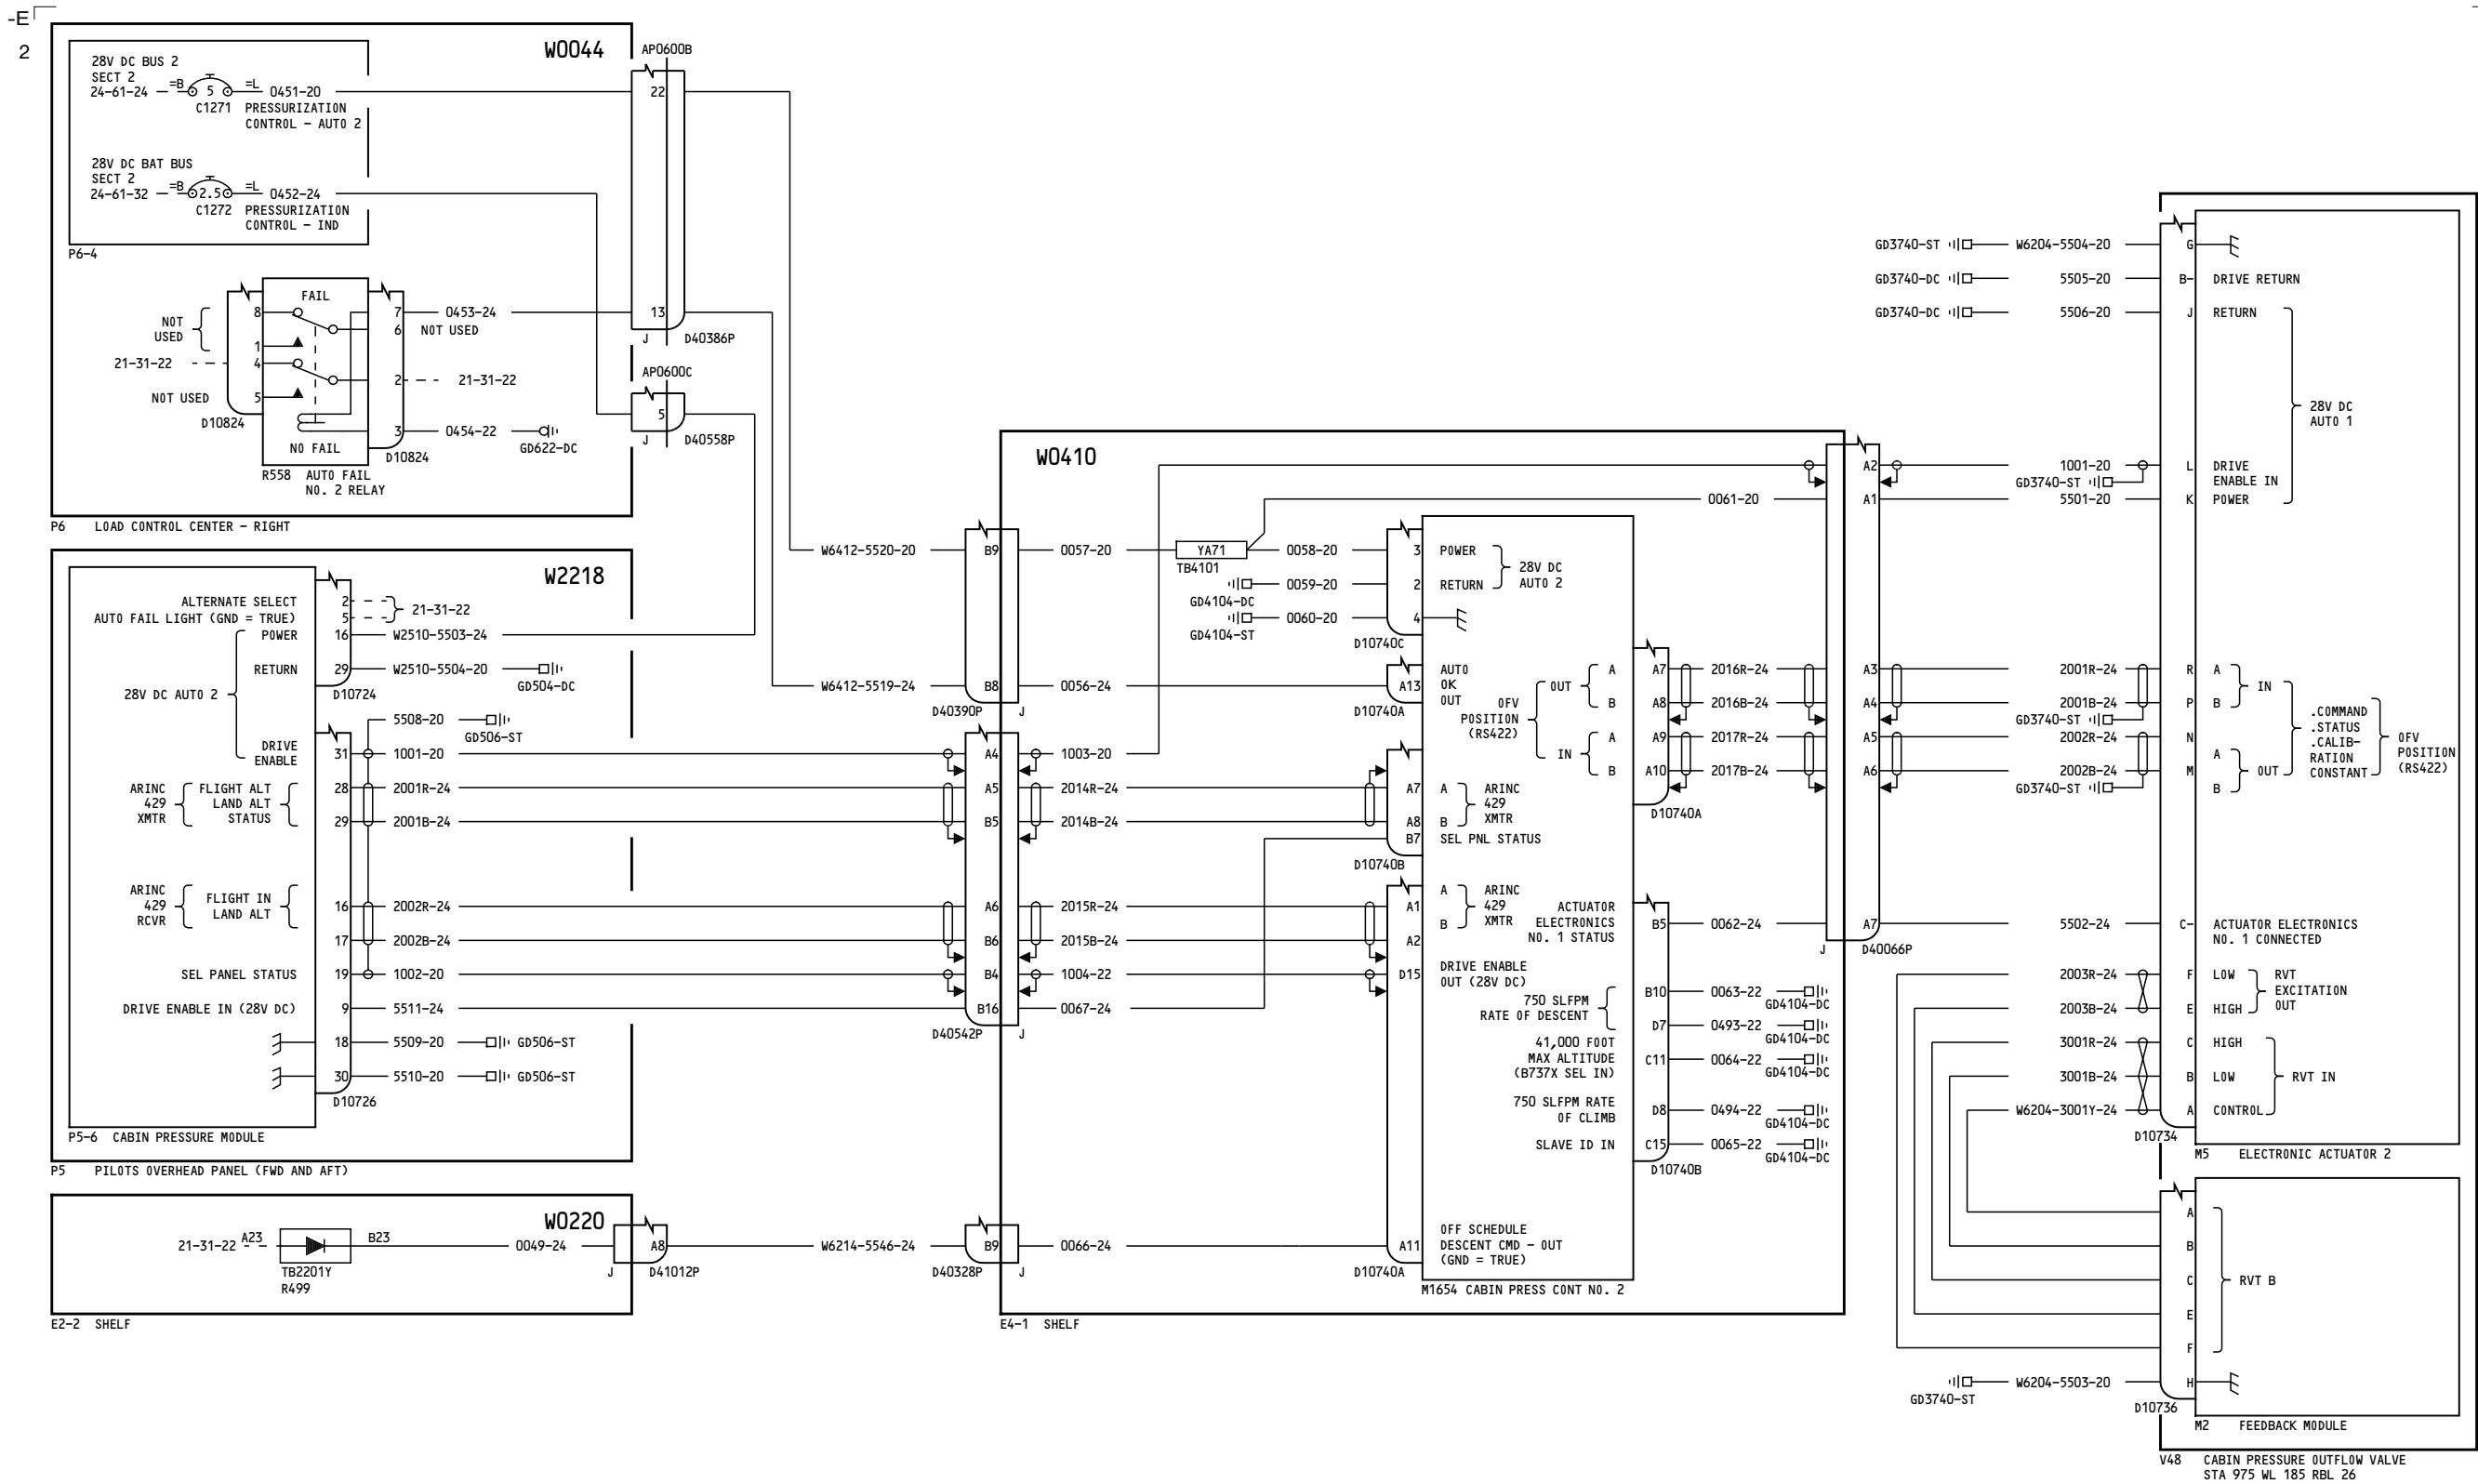 -E
2
W0044
28V DC BUS 2
SECT 2
24-61-24
=B
5
=L
0451-20
C1271
PRESSURIZATION
CONTROL - AUTO 2
28V DC BAT BUS
SECT 2
24-61-32
=B
2.5
=L
0452-24
C1272
PRESSURIZATION
CONTROL - IND
P6-4
FAIL
NOT
USED
8
1
21-31-22
4
NOT USED
5
D10824
NO FAIL
7
0453-24
6
NOT USED
2
21-31-22
3
0454-22
GD622-DC
D10824
R558
AUTO FAIL
NO. 2 RELAY
P6
LOAD CONTROL CENTER - RIGHT
AP0600B
22
13
J
D40386P
AP0600C
5
J
D40558P
W2218
ALTERNATE SELECT
2
AUTO FAIL LIGHT (GND = TRUE)
5
21-31-22
POWER
16
W2510-5503-24
RETURN
29
W2510-5504-20
GD504-DC
28V DC AUTO 2
D10724
5508-20
GD506-ST
DRIVE
ENABLE
31
1001-20
ARINC
429
XMTR
FLIGHT ALT
LAND ALT
STATUS
28
2001R-24
29
2001B-24
ARINC
429
RCVR
FLIGHT IN
LAND ALT
16
2002R-24
17
2002B-24
SEL PANEL STATUS
19
1002-20
DRIVE ENABLE IN (28V DC)
9
5511-24
18
5509-20
GD506-ST
30
5510-20
GD506-ST
D10726
P5-6 CABIN PRESSURE MODULE
P5
PILOTS OVERHEAD PANEL (FWD AND AFT)
W0220
21-31-22
A23
B23
TB2201Y
R499
0049-24
J
A8
D41012P
W6214-5546-24
E2-2 SHELF
W0410
W6412-5520-20
B9
0057-20
YA71
TB4101
0058-20
0061-20
GD4104-DC
0059-20
GD4104-ST
0060-20
3
POWER
2
RETURN
28V DC
AUTO 2
4
D10740C
W6412-5519-24
B8
0056-24
D40390P
J
A13
AUTO
OK
OUT
D10740A
A4
1003-20
A5
2014R-24
B5
2014B-24
A6
2015R-24
B6
2015B-24
B4
1004-22
B16
0067-24
D40542P
J
A7
A
A8
B
ARINC
429
XMTR
B7
SEL PNL STATUS
D10740B
A
B
ARINC
429
XMTR
A1
A2
D15
DRIVE ENABLE
OUT (28V DC)
B9
0066-24
D40328P
J
A11
OFF SCHEDULE
DESCENT CMD - OUT
(GND = TRUE)
D10740A
M1654 CABIN PRESS CONT NO. 2
E4-1 SHELF
OFV
POSITION
(RS422)
OUT
A
B
IN
A
B
A7
2016R-24
A8
2016B-24
A9
2017R-24
A10
2017B-24
D10740A
ACTUATOR
ELECTRONICS
NO. 1 STATUS
B5
0062-24
750 SLFPM
RATE OF DESCENT
B10
0063-22
GD4104-DC
D7
0493-22
GD4104-DC
41,000 FOOT
MAX ALTITUDE
(B737X SEL IN)
C11
0064-22
GD4104-DC
750 SLFPM RATE
OF CLIMB
D8
0494-22
GD4104-DC
SLAVE ID IN
C15
0065-22
GD4104-DC
D10740B
A2
A1
A3
A4
A5
A6
A7
J
D40066P
GD3740-ST
W6204-5504-20
G
GD3740-DC
5505-20
B-
DRIVE RETURN
GD3740-DC
5506-20
J
RETURN
28V DC
AUTO 1
1001-20
GD3740-ST
L
DRIVE
ENABLE IN
5501-20
K
POWER
2001R-24
R
A
2001B-24
P
B
IN
GD3740-ST
2002R-24
N
A
2002B-24
M
B
OUT
GD3740-ST
.COMMAND
.STATUS
.CALIB-
RATION
CONSTANT
OFV
POSITION
(RS422)
5502-24
C-
ACTUATOR ELECTRONICS
NO. 1 CONNECTED
2003R-24
F
LOW
2003B-24
E
HIGH
RVT
EXCITATION
OUT
3001R-24
C
HIGH
3001B-24
B
LOW
RVT IN
W6204-3001Y-24
A
CONTROL
D10734
M5
ELECTRONIC ACTUATOR 2
A
B
C
RVT B
E
F
GD3740-ST
W6204-5503-20
H
D10736
M2
FEEDBACK MODULE
V48
CABIN PRESSURE OUTFLOW VALVE
STA 975 WL 185 RBL 26